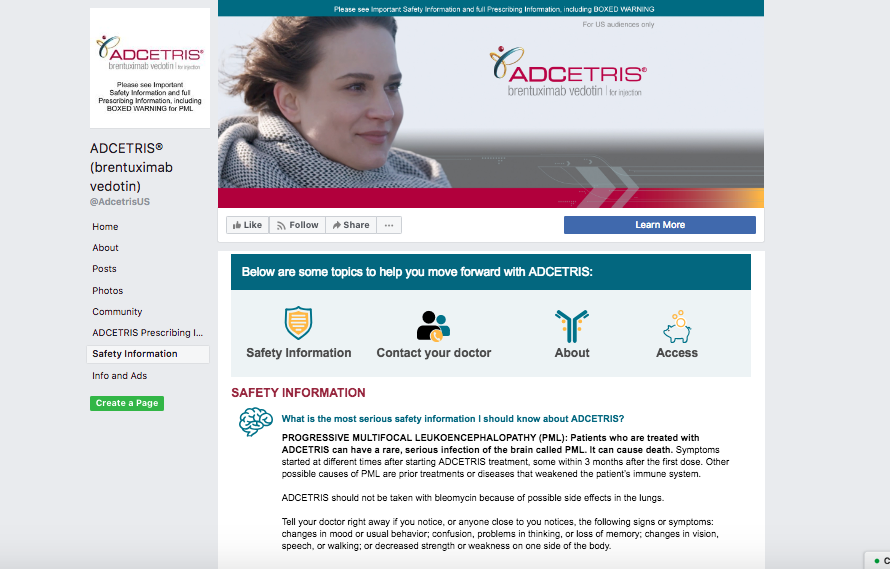 Please see Important Safety Information and full Prescribing Information, including BOXED WARNING
For US audiences only
ADCETRIS®
brentuximab vedotin | for injection
ADCETRIS®
brentuximab vedotin | for injection
Please see Important
Safety Information and full
Prescribing Information, including
BOXED WARNING for PML
ADCETRIS®
(brentuximab
vedotin)
@AdcetrisUS
Home
About
Posts
Photos
Community
ADCETRIS Prescribing I...
Safety Information
Info and Ads
Create a Page
Like
Follow
Share
...
Learn More
Below are some topics to help you move forward with ADCETRIS:
Safety Information
Contact your doctor
About
Access
SAFETY INFORMATION
What is the most serious safety information I should know about ADCETRIS?
PROGRESSIVE MULTIFOCAL LEUKOENCEPHALOPATHY (PML): Patients who are treated with
ADCETRIS can have a rare, serious infection of the brain called PML. It can cause death. Symptoms
started at different times after starting ADCETRIS treatment, some within 3 months after the first dose. Other
possible causes of PML are prior treatments or diseases that weakened the patient's immune system.
ADCETRIS should not be taken with bleomycin because of possible side effects in the lungs.
Tell your doctor right away if you notice, or anyone close to you notices, the following signs or symptoms:
changes in mood or usual behavior; confusion, problems in thinking, or loss of memory; changes in vision,
speech, or walking; or decreased strength or weakness on one side of the body.